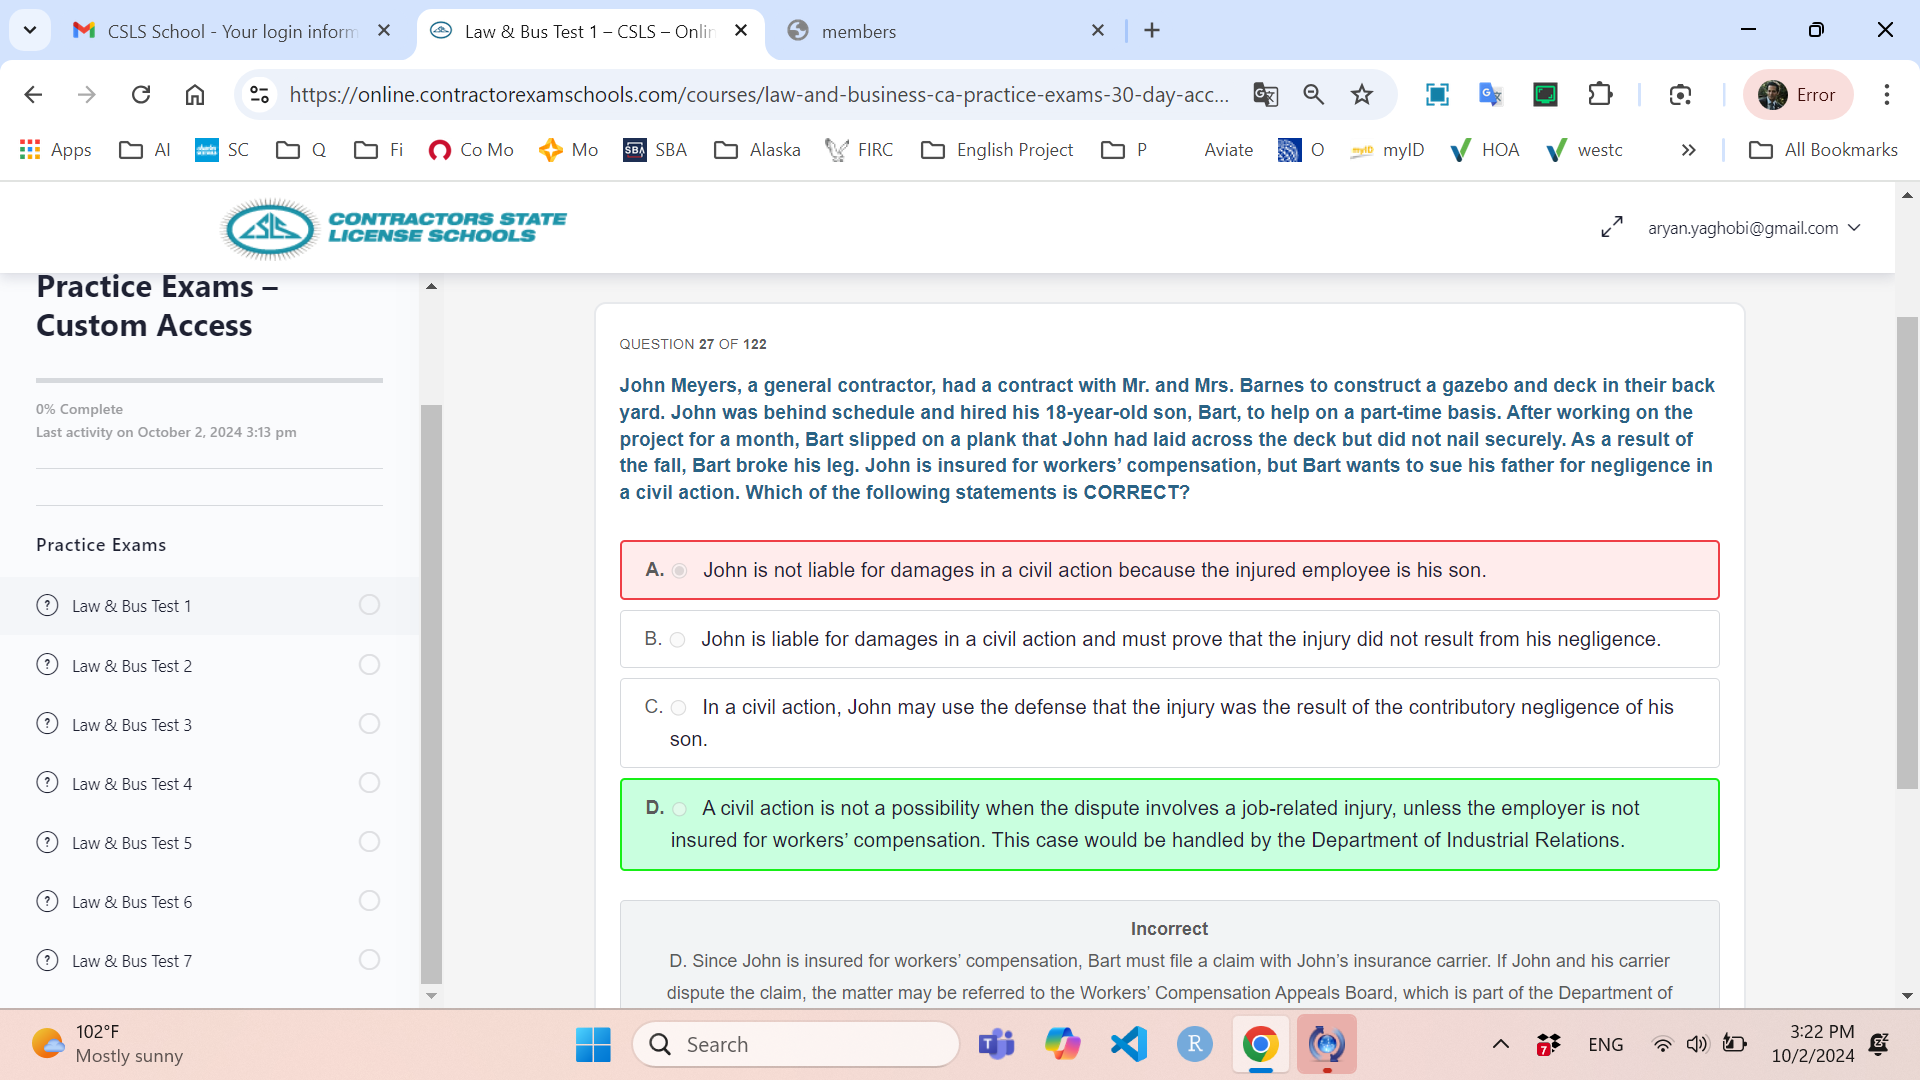 CSLS School - Your login inform
Law & Bus Test 1 – CSLS – Onlin
members
https://online.contractorexamschools.com/courses/law-and-business-ca-practice-exams-30-day-acc...
Error
Apps
AI
SC
Q
Fi
Co Mo
Mo
SBA
SBA
Alaska
FIRC
English Project
P
Aviate
O
myID
myID
HOA
westc
All Bookmarks
CSLS
CONTRACTORS STATE
LICENSE SCHOOLS
aryan.yaghobi@gmail.com
Practice Exams –
Custom Access
0% Complete
Last activity on October 2, 2024 3:13 pm
Practice Exams
Law & Bus Test 1
Law & Bus Test 2
Law & Bus Test 3
Law & Bus Test 4
Law & Bus Test 5
Law & Bus Test 6
Law & Bus Test 7
QUESTION 27 OF 122
John Meyers, a general contractor, had a contract with Mr. and Mrs. Barnes to construct a gazebo and deck in their back
yard. John was behind schedule and hired his 18-year-old son, Bart, to help on a part-time basis. After working on the
project for a month, Bart slipped on a plank that John had laid across the deck but did not nail securely. As a result of
the fall, Bart broke his leg. John is insured for workers’ compensation, but Bart wants to sue his father for negligence in
a civil action. Which of the following statements is CORRECT?
A. John is not liable for damages in a civil action because the injured employee is his son.
B. John is liable for damages in a civil action and must prove that the injury did not result from his negligence.
C. In a civil action, John may use the defense that the injury was the result of the contributory negligence of his
son.
D. A civil action is not a possibility when the dispute involves a job-related injury, unless the employer is not
insured for workers’ compensation. This case would be handled by the Department of Industrial Relations.
Incorrect
D. Since John is insured for workers’ compensation, Bart must file a claim with John’s insurance carrier. If John and his carrier
dispute the claim, the matter may be referred to the Workers’ Compensation Appeals Board, which is part of the Department of
102°F
Mostly sunny
Search
R
7
ENG
3:22 PM
10/2/2024